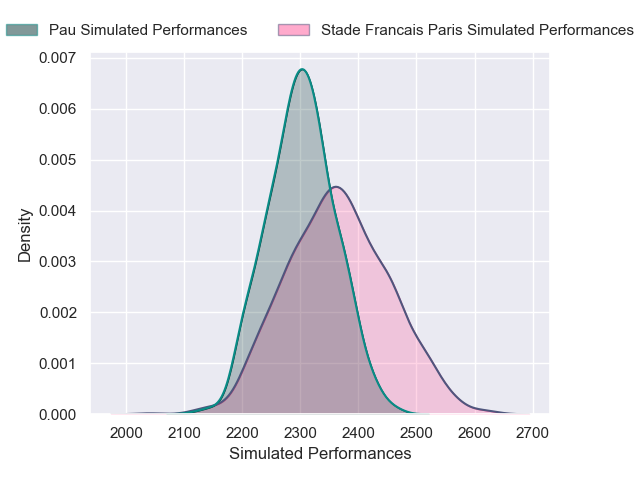 Pau Simulated Performances
Stade Francais Paris Simulated Performances
0.007
0.006
0.005
0.004
0.003
0.002
0.001
0.000
Density
2000 2100 2200 2300 2400 2500 2600 2700
Simulated Performances